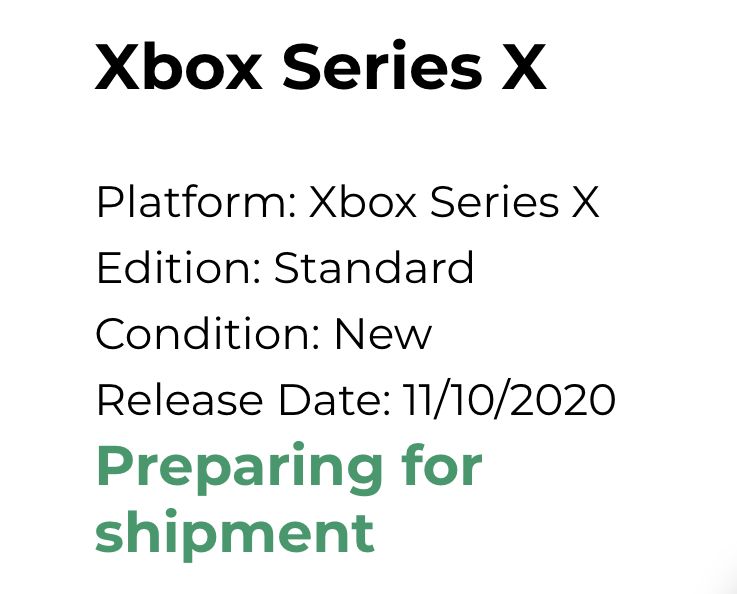 Xbox Series X
Platform: Xbox Series X
Edition: Standard
Condition: New
Release Date: 11/10/2020
Preparing for
shipment